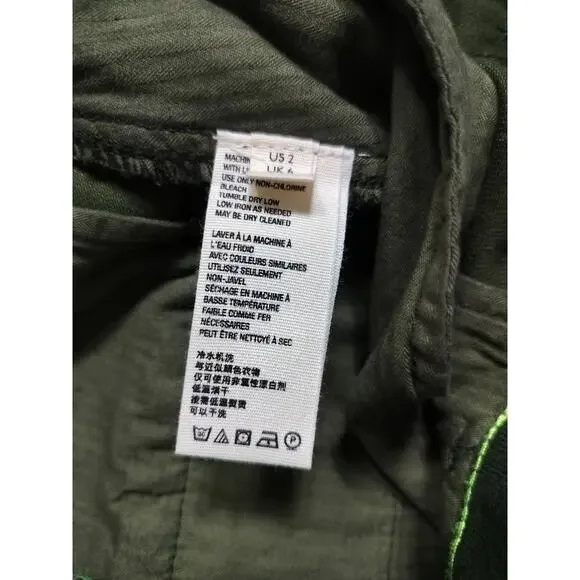 US 2
UK 6
MACHIN
WITH LI
USE ONLY NON-CHLORINE
BLEACH
TUMBLE DRY LOW
LOW IRON AS NEEDED
MAY BE DRY CLEANED
LAVER À LA MACHINE À
L'EAU FROID
AVEC COULEURS SIMILAIRES
UTILISEZ SEULEMENT
NON-JAVEL
SÉCHAGE EN MACHINE À
BASSE TEMPÉRATURE
FAIBLE COMME FER
NÉCESSAIRES
PEUT ÊTRE NETTOYÉ À SEC
冷水机洗
与近似颜色衣物
仅可使用非氯性漂白剂
低温烘干
按需低温熨烫
可以干洗